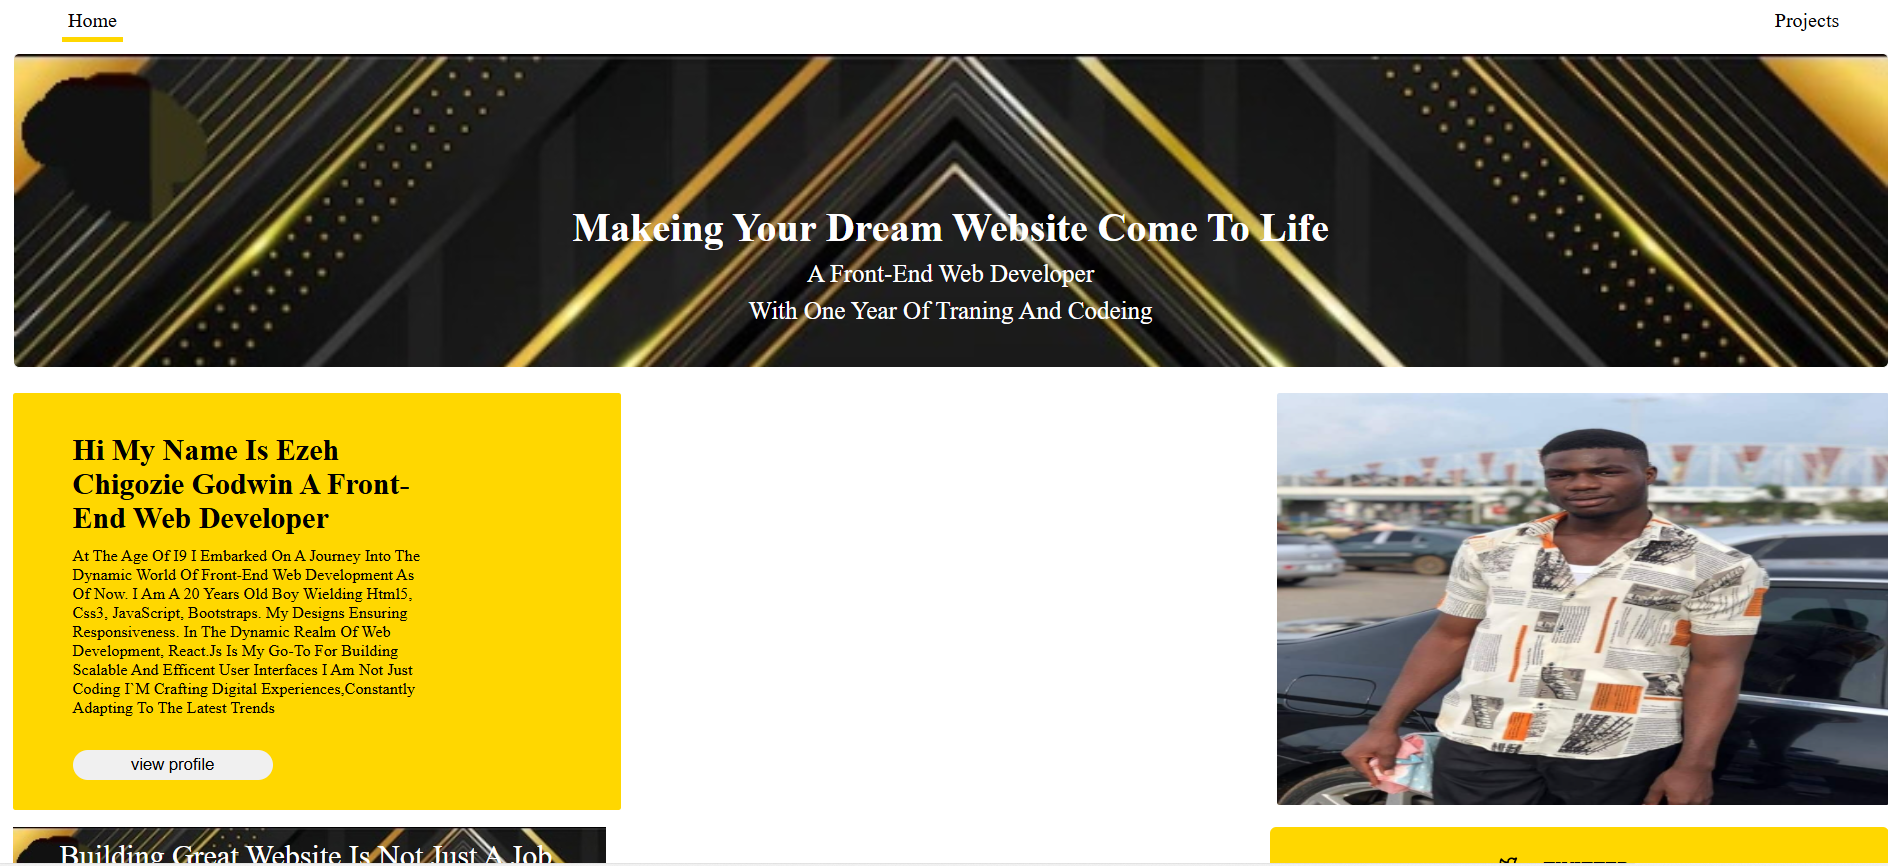 Home
Projects
Makeing Your Dream Website Come To Life
A Front-End Web Developer
With One Year Of Traning And Codeing
Hi My Name Is Ezeh
Chigozie Godwin A Front-
End Web Developer
At The Age Of I9 I Embarked On A Journey Into The
Dynamic World Of Front-End Web Development As
Of Now. I Am A 20 Years Old Boy Wielding Html5,
Css3, JavaScript, Bootstraps. My Designs Ensuring
Responsiveness. In The Dynamic Realm Of Web
Development, React.Js Is My Go-To For Building
Scalable And Efficent User Interfaces I Am Not Just
Coding I`M Crafting Digital Experiences,Constantly
Adapting To The Latest Trends
view profile
Building Great Website Is Not Just A Job